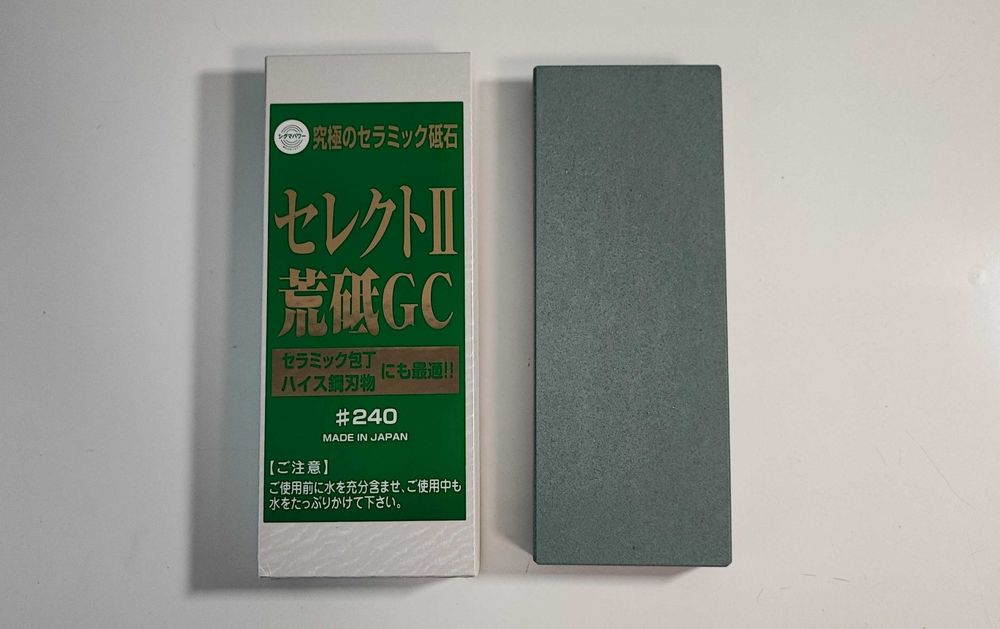 シグマパワー
究極のセラミック砥石
セレクトⅡ
荒砥GC
セラミック包丁
ハイス鋼刃物
にも最適!!
#240
MADE IN JAPAN
【ご注意】
ご使用前に水を充分含ませ、ご使用中も
水をたっぷりかけて下さい。